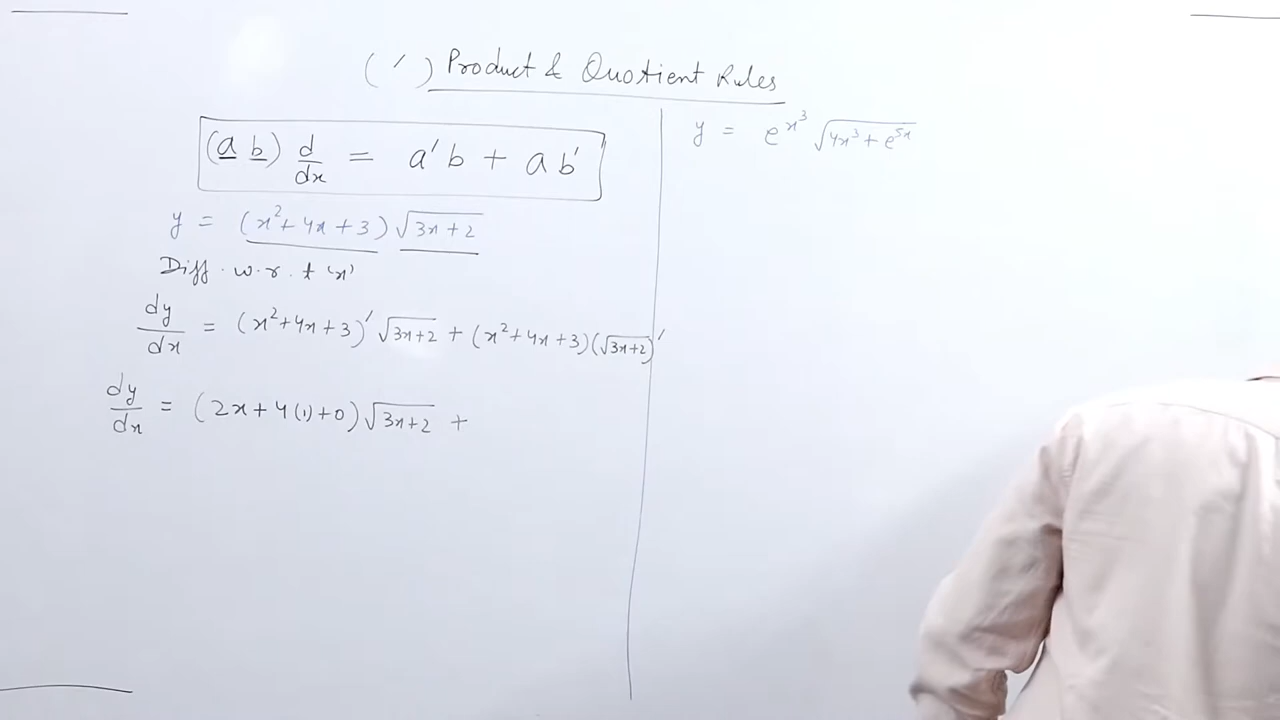 ( ′ ) Product & Quotient Rules
(a b) d/dx = a′ b + a b′
y = (x²+ 4x + 3) √(3x + 2)
Diff. w.r.t 'x'
dy/dx = (x²+4x+3)′ √(3x+2) + (x²+4x+3)(√(3x+2))′
dy/dx = (2x+4(1)+0) √(3x+2) +
y = e^x³ √(4x³ + e^5x)